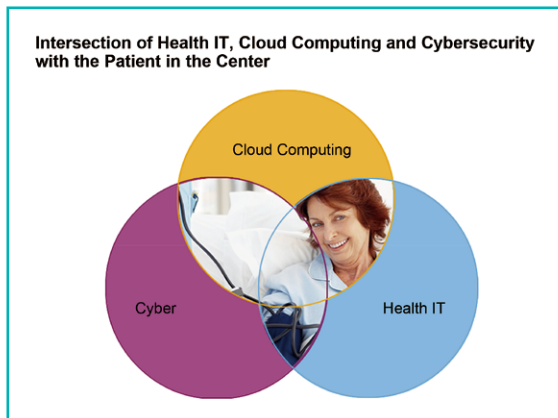 Intersection of Health IT, Cloud Computing and Cybersecurity
with the Patient in the Center
Cloud Computing
Cyber
Health IT